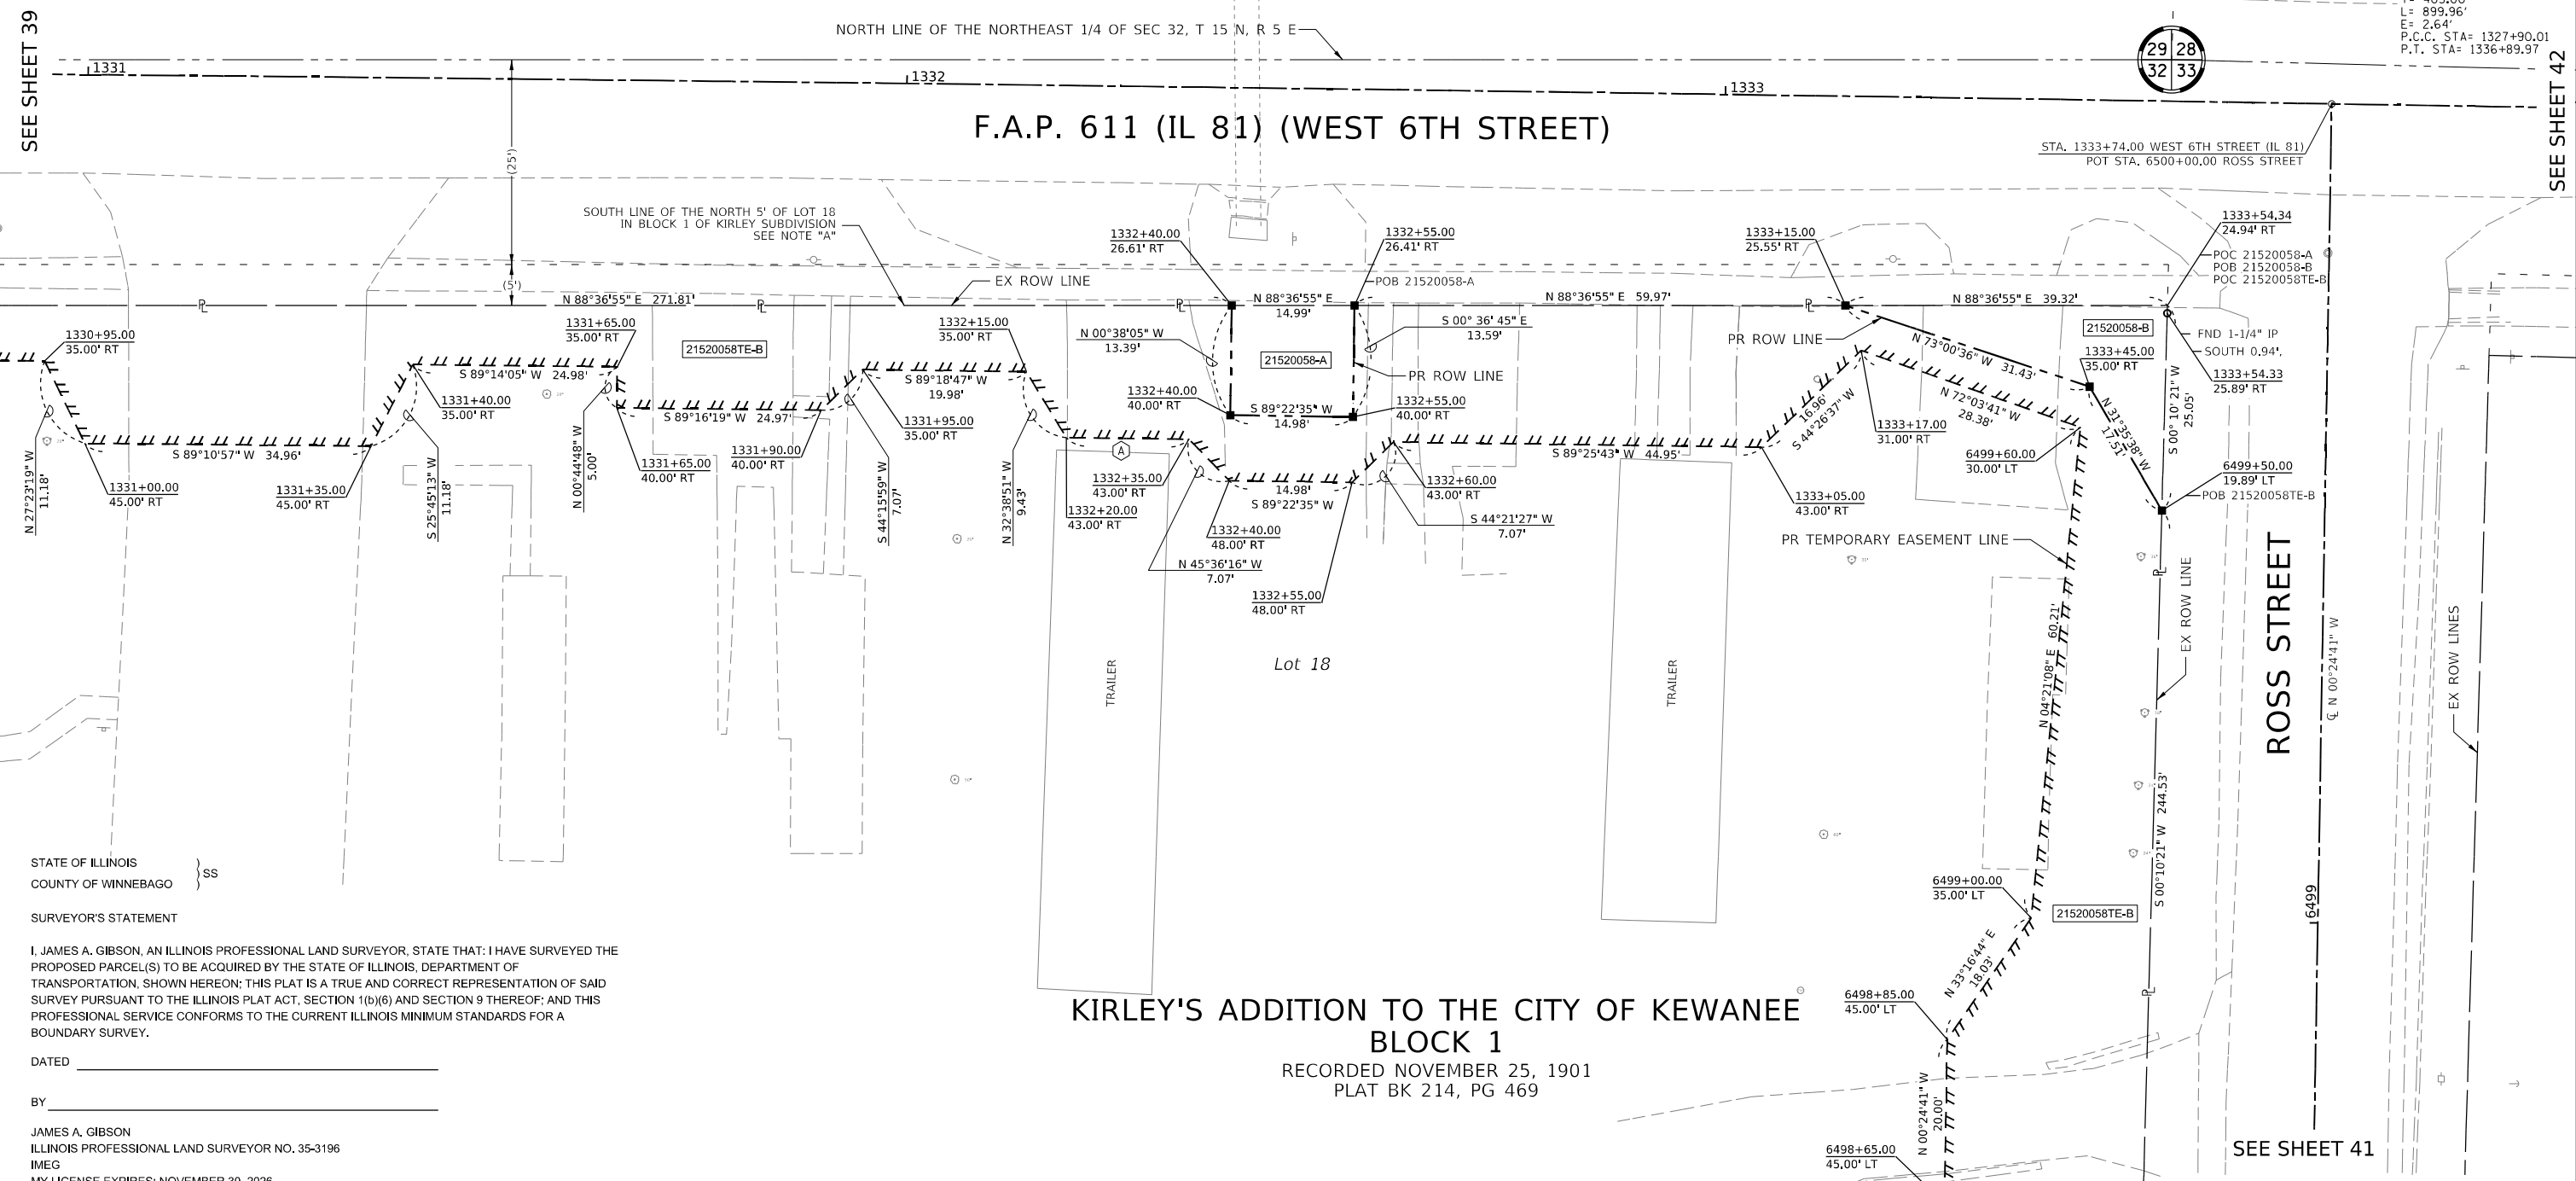 SEE SHEET 39
NORTH LINE OF THE NORTHEAST 1/4 OF SEC 32, T 15 N, R 5 E
29 28
32 33
L= 899.96'
E= 2.64'
P.C.C. STA= 1327+90.01
P.T. STA= 1336+89.97
SEE SHEET 42
1331
1332
1333
F.A.P. 611 (IL 81) (WEST 6TH STREET)
STA. 1333+74.00 WEST 6TH STREET (IL 81)
POT STA. 6500+00.00 ROSS STREET
(25')
(5')
SOUTH LINE OF THE NORTH 5' OF LOT 18
IN BLOCK 1 OF KIRLEY SUBDIVISION
SEE NOTE "A"
EX ROW LINE
1332+40.00
26.61' RT
1332+55.00
26.41' RT
POB 21520058-A
1333+15.00
25.55' RT
1333+54.34
24.94' RT
POC 21520058-A
POB 21520058-B
POC 21520058TE-B
N 88°36'55" E 271.81'
N 88°36'55" E
14.99'
N 88°36'55" E 59.97'
N 88°36'55" E 39.32'
1330+95.00
35.00' RT
1331+65.00
35.00' RT
21520058TE-B
1332+15.00
35.00' RT
N 00°38'05" W
13.39'
S 00° 36' 45" E
13.59'
21520058-A
PR ROW LINE
PR ROW LINE
N 73°00'36" W 31.43'
21520058-B
FND 1-1/4" IP
SOUTH 0.94',
1333+54.33
25.89' RT
1333+45.00
35.00' RT
S 89°14'05" W 24.98'
1331+40.00
35.00' RT
S 89°16'19" W 24.97'
S 89°18'47" W
19.98'
1331+95.00
35.00' RT
1332+40.00
40.00' RT
S 89°22'35" W
14.98'
1332+55.00
40.00' RT
16.96'
S 44°26'37" W
N 72°03'41" W
28.38'
1333+17.00
31.00' RT
N 31°35'38" W
17.51'
S 00° 10' 21" W
25.05'
6499+60.00
30.00' LT
6499+50.00
19.89' LT
POB 21520058TE-B
S 89°10'57" W 34.96'
1331+00.00
45.00' RT
1331+35.00
45.00' RT
N 27°23'19" W
11.18'
S 25°45'13" W
11.18'
N 00°44'48" W
5.00'
1331+65.00
40.00' RT
1331+90.00
40.00' RT
S 44°15'59" W
7.07'
N 32°38'51" W
9.43'
A
1332+20.00
43.00' RT
1332+35.00
43.00' RT
14.98'
S 89°22'35" W
1332+60.00
43.00' RT
S 89°25'43" W 44.95'
1333+05.00
43.00' RT
1332+40.00
48.00' RT
N 45°36'16" W
7.07'
S 44°21'27" W
7.07'
1332+55.00
48.00' RT
PR TEMPORARY EASEMENT LINE
EX ROW LINE
ROSS STREET
℄ N 00°24'41" W
EX ROW LINES
TRAILER
Lot 18
TRAILER
N 04°21'08" E 60.21'
S 00°10'21" W 244.53'
6499+00.00
35.00' LT
21520058TE-B
6499
N 33°16'44" E
18.03'
6498+85.00
45.00' LT
N 00°24'41" W
20.00'
6498+65.00
45.00' LT
SEE SHEET 41
KIRLEY'S ADDITION TO THE CITY OF KEWANEE
BLOCK 1
RECORDED NOVEMBER 25, 1901
PLAT BK 214, PG 469
STATE OF ILLINOIS )
) SS
COUNTY OF WINNEBAGO )
SURVEYOR'S STATEMENT
I, JAMES A. GIBSON, AN ILLINOIS PROFESSIONAL LAND SURVEYOR, STATE THAT: I HAVE SURVEYED THE
PROPOSED PARCEL(S) TO BE ACQUIRED BY THE STATE OF ILLINOIS, DEPARTMENT OF
TRANSPORTATION, SHOWN HEREON; THIS PLAT IS A TRUE AND CORRECT REPRESENTATION OF SAID
SURVEY PURSUANT TO THE ILLINOIS PLAT ACT, SECTION 1(b)(6) AND SECTION 9 THEREOF; AND THIS
PROFESSIONAL SERVICE CONFORMS TO THE CURRENT ILLINOIS MINIMUM STANDARDS FOR A
BOUNDARY SURVEY.
DATED
BY
JAMES A. GIBSON
ILLINOIS PROFESSIONAL LAND SURVEYOR NO. 35-3196
IMEG
MY LICENSE EXPIRES: NOVEMBER 30, 2026